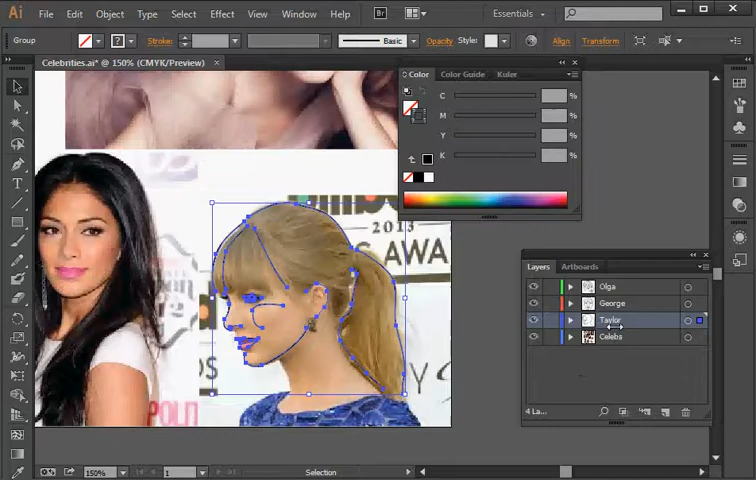 Ai File Edit Object Type Select Effect View Window Help Br Essentials
Group Stroke: Basic Opacity Style: Align Transform
Celebrities.ai* @ 150% (CMYK/Preview) ×
Color Color Guide Kuler
C %
M %
Y %
K %
2013
S AWA
Layers Artboards
Olga
George
Taylor
Celebs
4 La...
150% 1 Selection